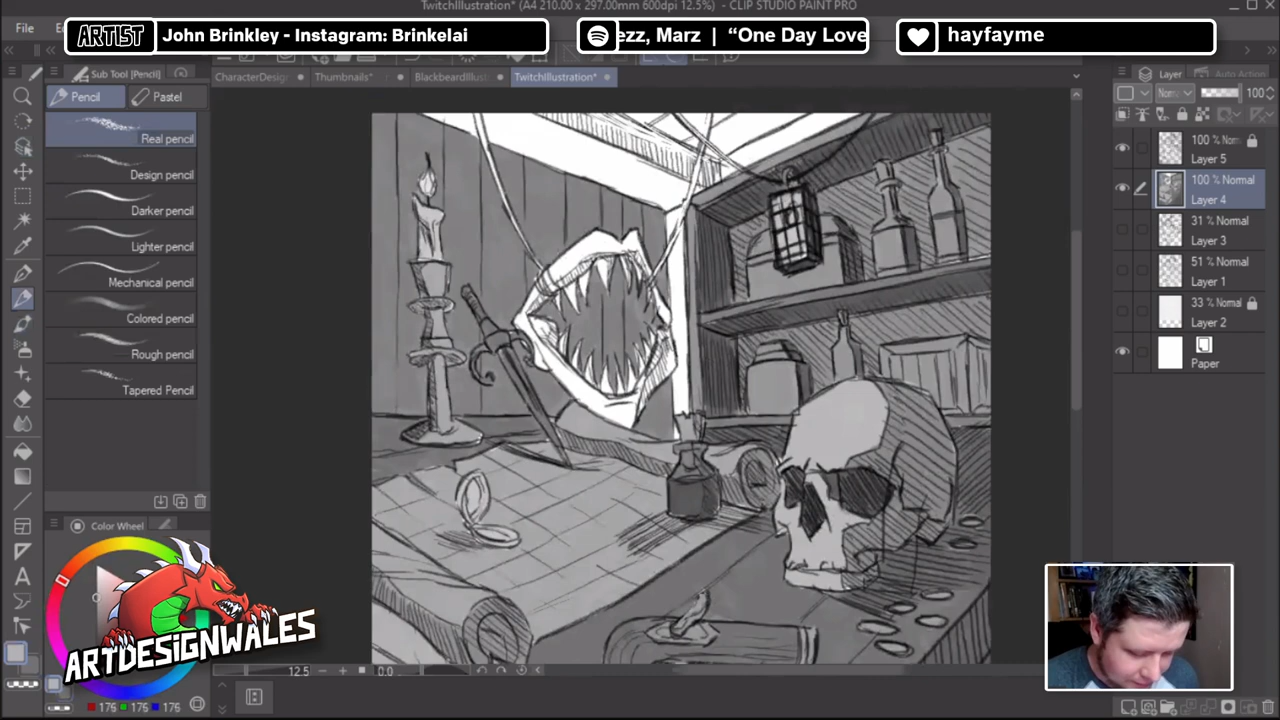 TwitchIllustration* (A4 210.00 x 297.00mm 600dpi 12.5%) - CLIP STUDIO PAINT PRO
File
ARTIST John Brinkley - Instagram: Brinkelai
ezz, Marz | “One Day Love
hayfayme
Sub Tool [Pencil]
CharacterDesig
Thumbnails*
BlackbeardIllust
TwitchIllustration*
Layer
Auto Action
Pencil
Pastel
Norm
100
Real pencil
Design pencil
Darker pencil
Lighter pencil
Mechanical pencil
Colored pencil
Rough pencil
Tapered Pencil
100 % Norm
Layer 5
100 % Normal
Layer 4
31 % Normal
Layer 3
51 % Normal
Layer 1
33 % Normal
Layer 2
Paper
Color Wheel
ARTDESIGNWALES
12.5
0.0
176 176 176